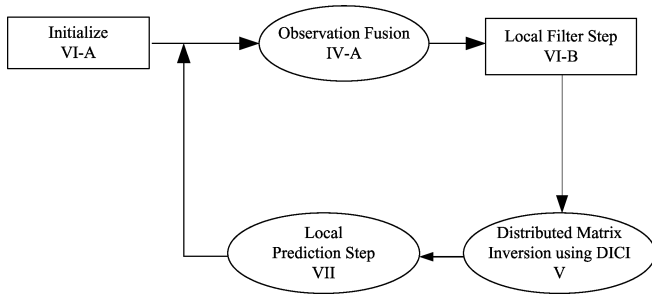 Initialize
VI-A
Observation Fusion
IV-A
Local Filter Step
VI-B
Local
Prediction Step
VII
Distributed Matrix
Inversion using DICI
V